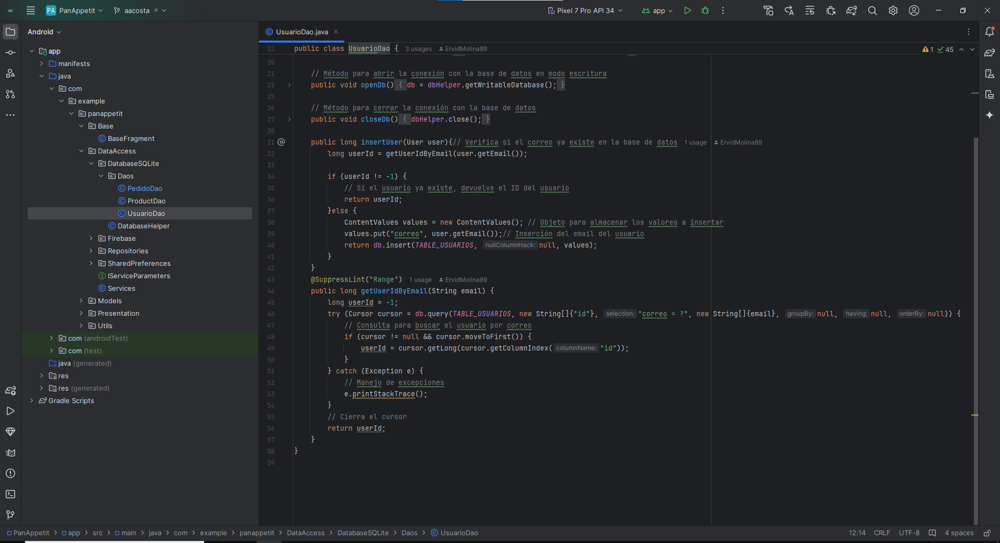 PA PanAppetit aacosta Pixel 7 Pro API 34 app
Android
app
manifests
java
com
example
panappetit
Base
BaseFragment
DataAccess
DatabaseSQLite
Daos
PedidoDao
ProductDao
UsuarioDao
DatabaseHelper
Firebase
Repositories
SharedPreferences
IServiceParameters
Services
Models
Presentation
Utils
com (androidTest)
com (test)
java (generated)
res
res (generated)
Gradle Scripts
UsuarioDao.java
12 public class UsuarioDao { 3 usages ErvidMolina89
1 45
20
21 // Método para abrir la conexión con la base de datos en modo escritura
22 public void openDb() { db = dbHelper.getWritableDatabase(); }
25
26 // Método para cerrar la conexión con la base de datos
27 public void closeDb() { dbHelper.close(); }
30
31 public long insertUser(User user){// Verifica si el correo ya existe en la base de datos 1 usage ErvidMolina89
32 long userId = getUserIdByEmail(user.getEmail());
33
34 if (userId != -1) {
35 // Si el usuario ya existe, devuelve el ID del usuario
36 return userId;
37 }else {
38 ContentValues values = new ContentValues(); // Objeto para almacenar los valores a insertar
39 values.put("correo", user.getEmail());// Inserción del email del usuario
40 return db.insert(TABLE_USUARIOS, nullColumnHack: null, values);
41 }
42 }
43 @SuppressLint("Range") 1 usage ErvidMolina89
44 public long getUserIdByEmail(String email) {
45 long userId = -1;
46 try (Cursor cursor = db.query(TABLE_USUARIOS, new String[]{"id"}, selection: "correo = ?", new String[]{email}, groupBy: null, having: null, orderBy: null)) {
47 // Consulta para buscar el usuario por correo
48 if (cursor != null && cursor.moveToFirst()) {
49 userId = cursor.getLong(cursor.getColumnIndex( columnName: "id"));
50 }
51 } catch (Exception e) {
52 // Manejo de excepciones
53 e.printStackTrace();
54 }
55 // Cierra el cursor
56 return userId;
57 }
58 }
59
PanAppetit > app > src > main > java > com > example > panappetit > DataAccess > DatabaseSQLite > Daos > UsuarioDao 12:14 CRLF UTF-8 4 spaces